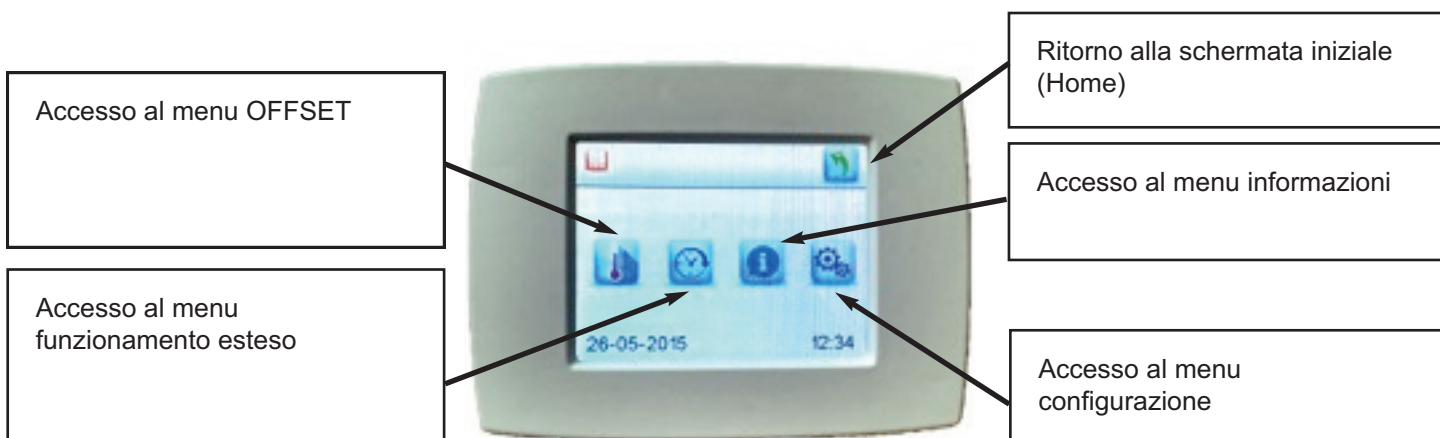 Accesso al menu OFFSET
Accesso al menu
funzionamento esteso
26-05-2015
12:34
Ritorno alla schermata iniziale
(Home)
Accesso al menu informazioni
Accesso al menu
configurazione